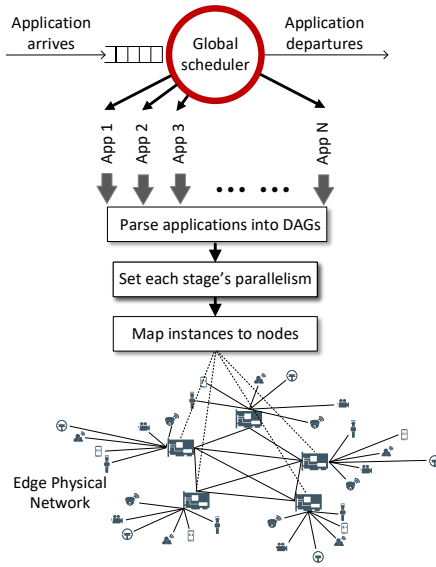 Application
arrives
Global
scheduler
Application
departures
App 1
App 2
App 3
... ...
App N
Parse applications into DAGs
Set each stage's parallelism
Map instances to nodes
Edge Physical
Network